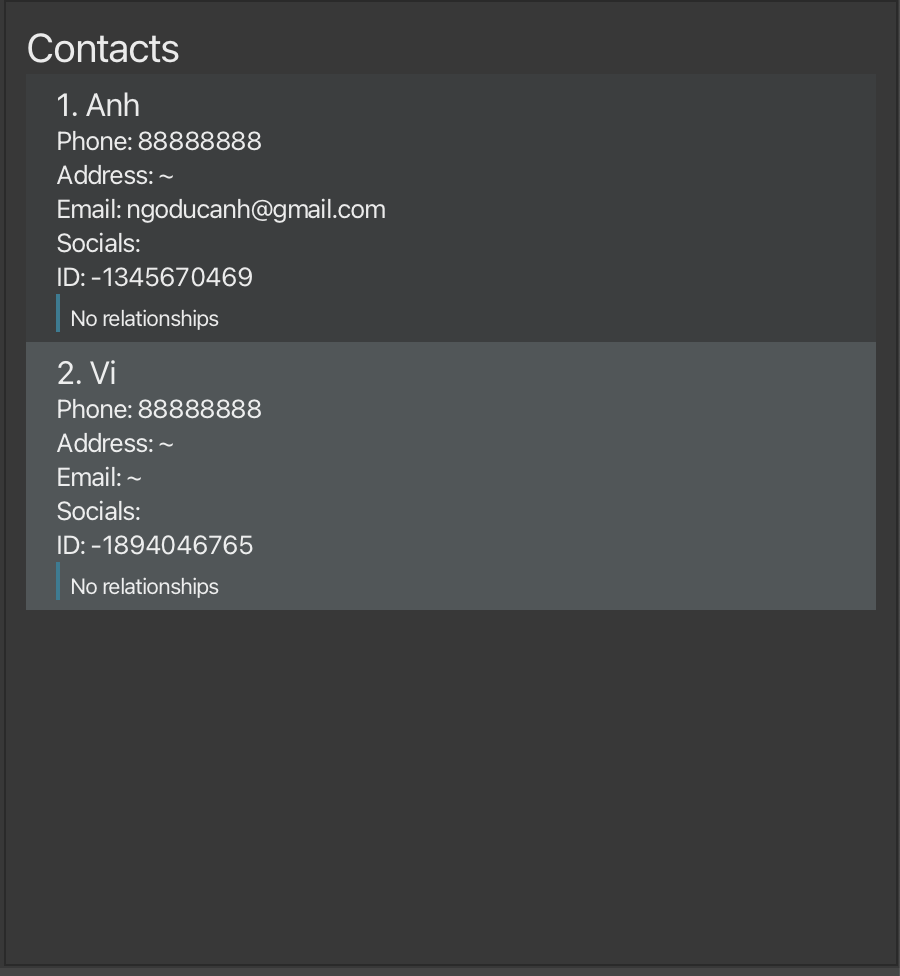 Contacts
1. Anh
Phone: 88888888
Address: ~
Email: ngoducanh@gmail.com
Socials:
ID: -1345670469
No relationships
2. Vi
Phone: 88888888
Address: ~
Email: ~
Socials:
ID: -1894046765
No relationships